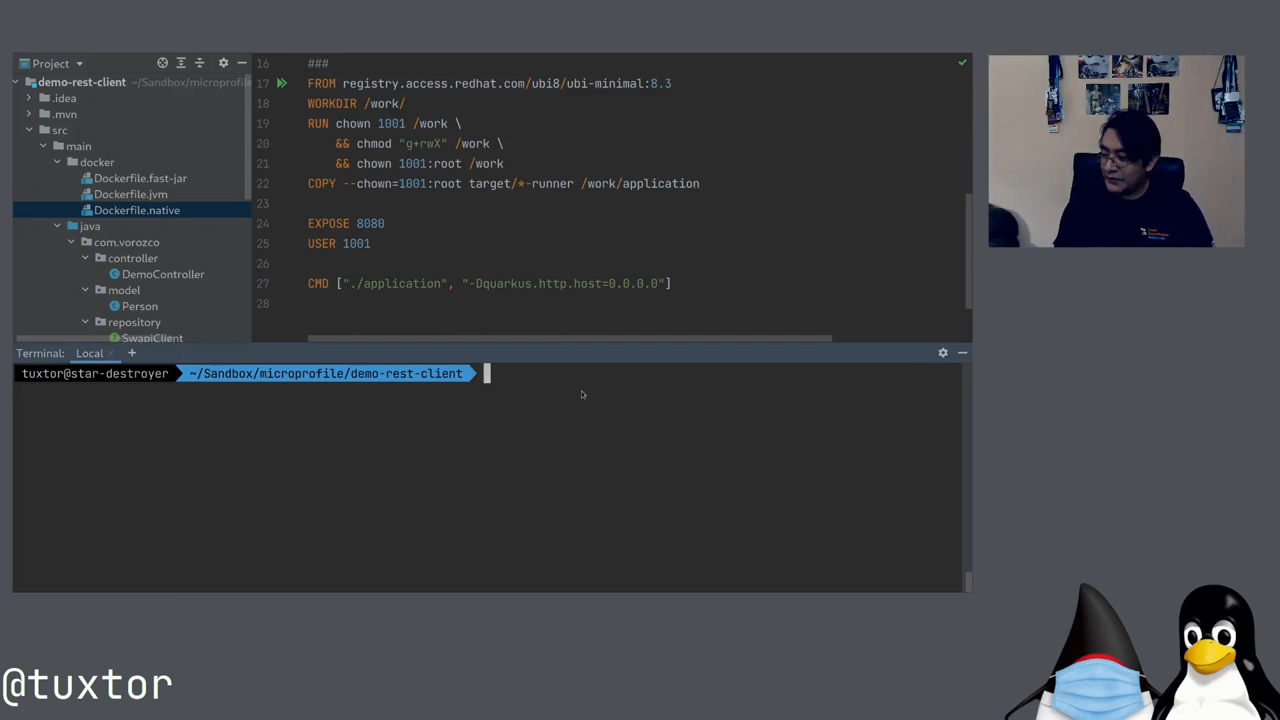 Project
demo-rest-client ~/Sandbox/microprofile
.idea
.mvn
src
main
docker
Dockerfile.fast-jar
Dockerfile.jvm
Dockerfile.native
java
com.vorozco
controller
DemoController
model
Person
repository
SwapiClient
16 ###
17 FROM registry.access.redhat.com/ubi8/ubi-minimal:8.3
18 WORKDIR /work/
19 RUN chown 1001 /work \
20 && chmod "g+rwX" /work \
21 && chown 1001:root /work
22 COPY --chown=1001:root target/*-runner /work/application
23
24 EXPOSE 8080
25 USER 1001
26
27 CMD ["./application", "-Dquarkus.http.host=0.0.0.0"]
28
Terminal: Local × +
tuxtor@star-destroyer ~/Sandbox/microprofile/demo-rest-client
@tuxtor